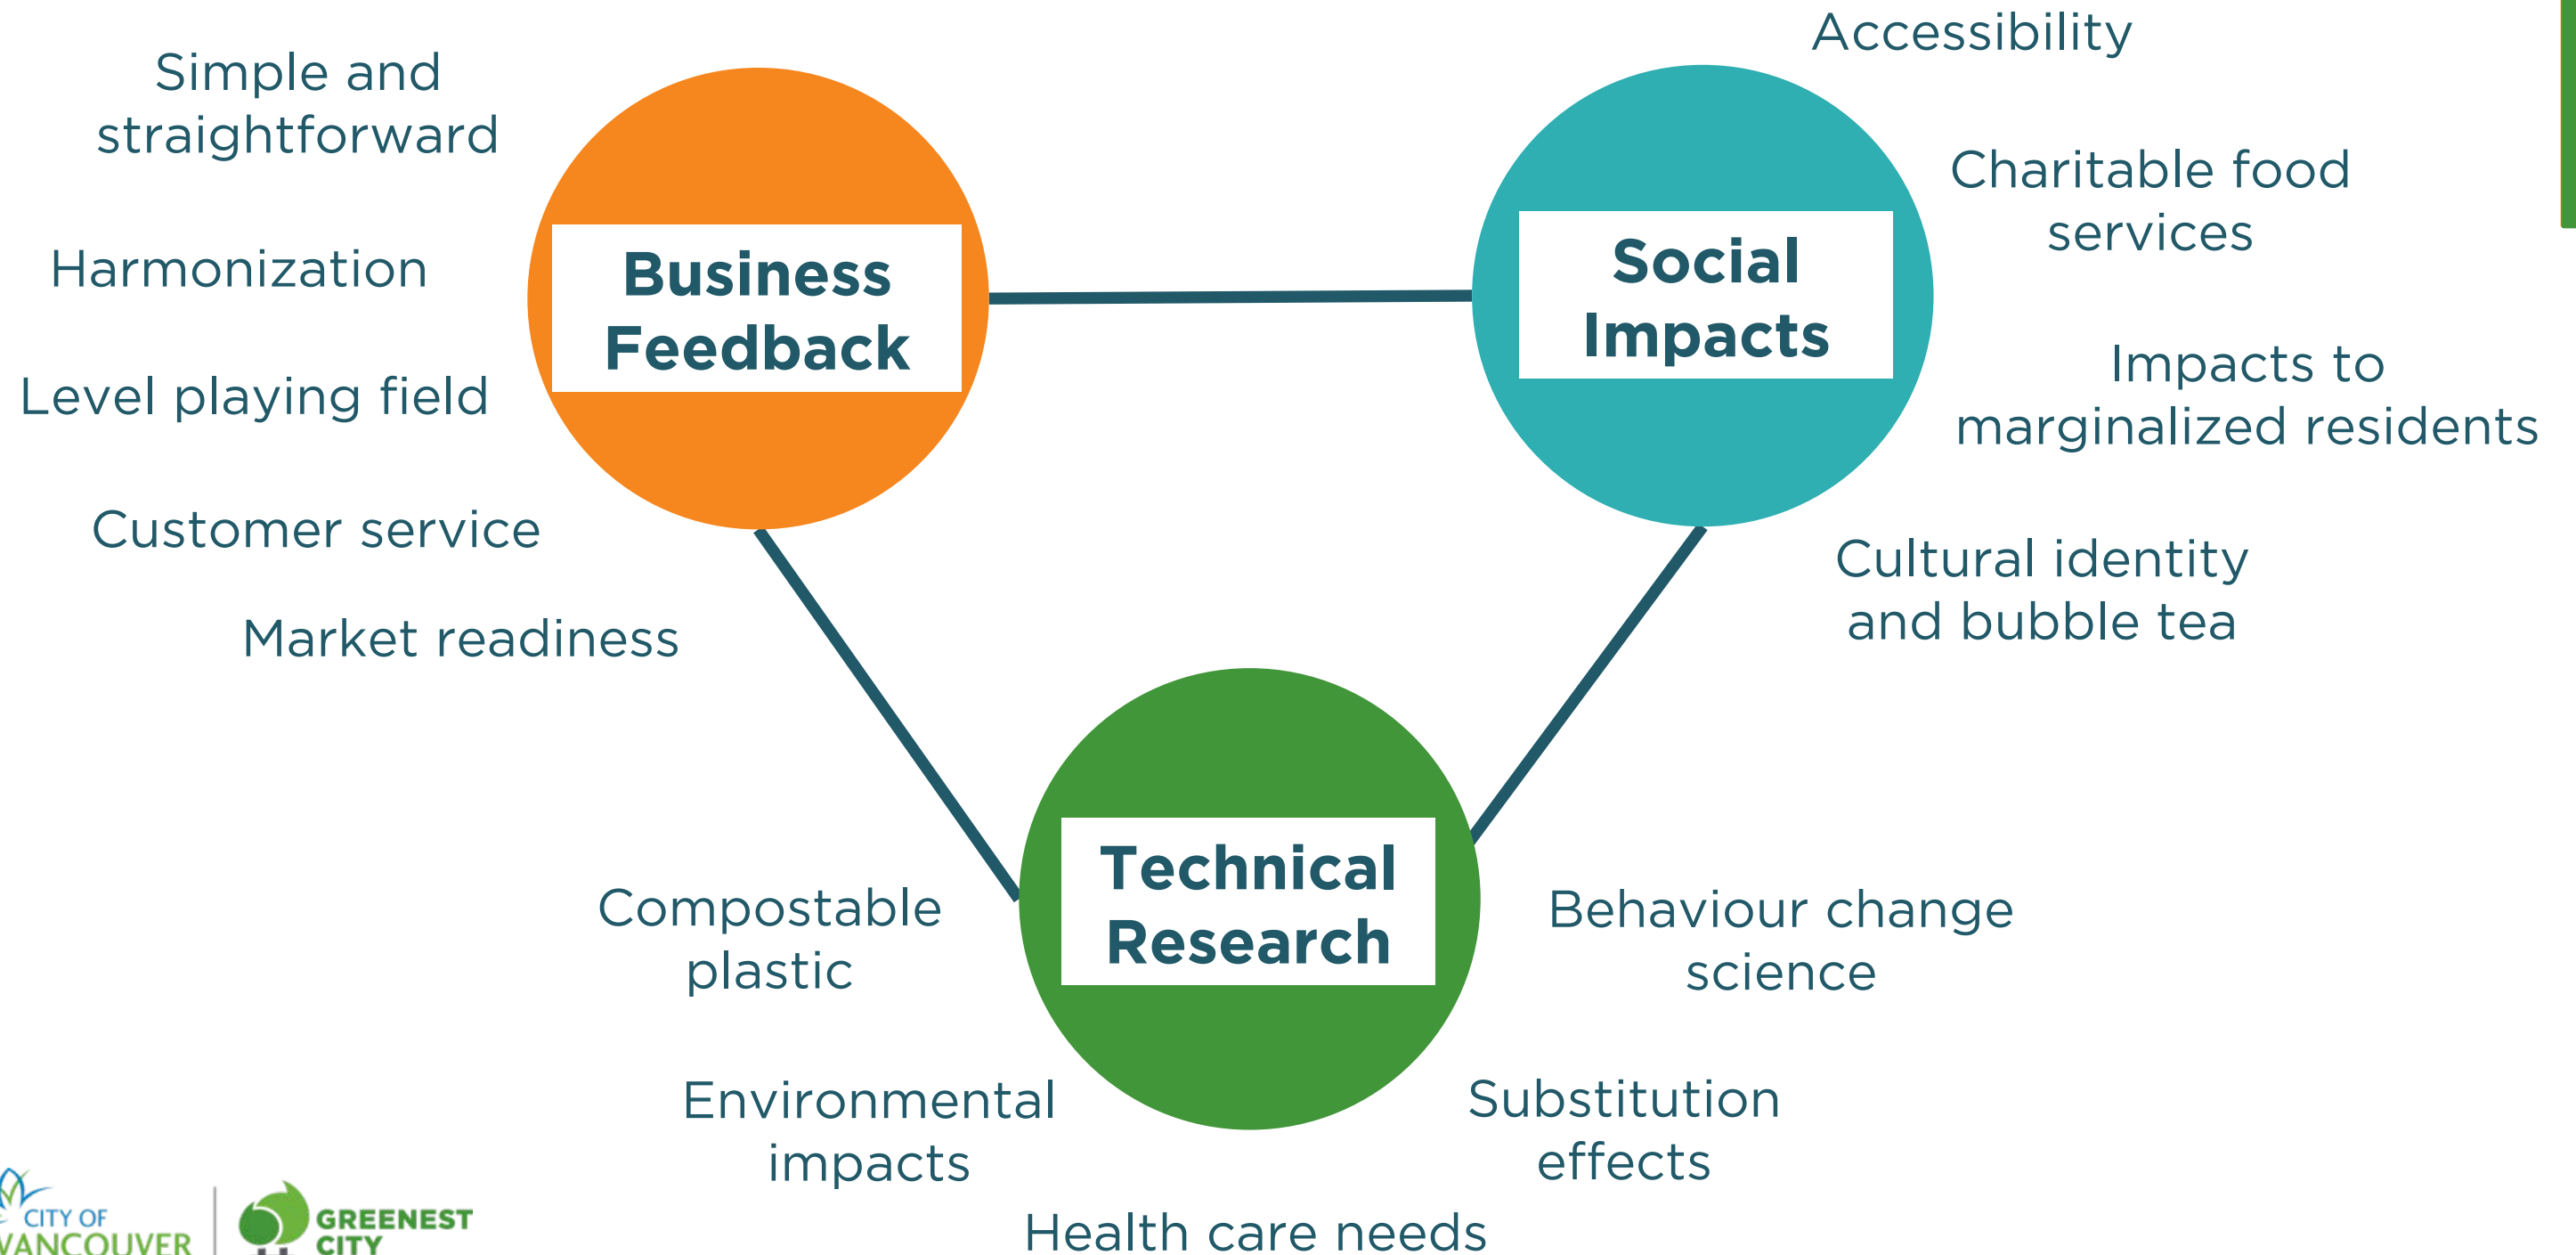 Simple and
straightforward
Harmonization
Level playing field
Customer service
Market readiness
Business
Feedback
Social
Impacts
Accessibility
Charitable food
services
Impacts to
marginalized residents
Cultural identity
and bubble tea
Technical
Research
Compostable
plastic
Environmental
impacts
Health care needs
Behaviour change
science
Substitution
effects
CITY OF
VANCOUVER
GREENEST
CITY